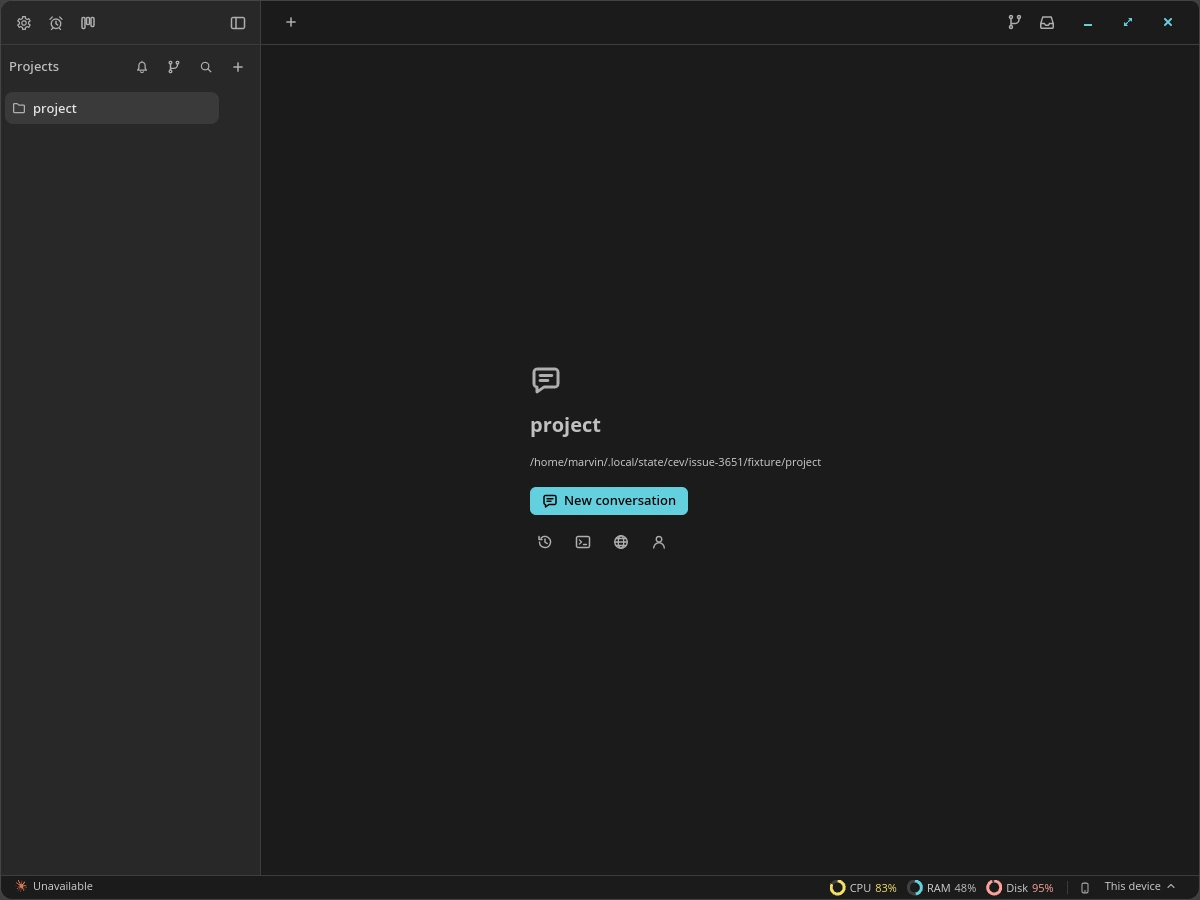 Projects
project
project
/home/marvin/.local/state/cev/issue-3651/fixture/project
New conversation
Unavailable
CPU 83%
RAM 48%
Disk 95%
This device